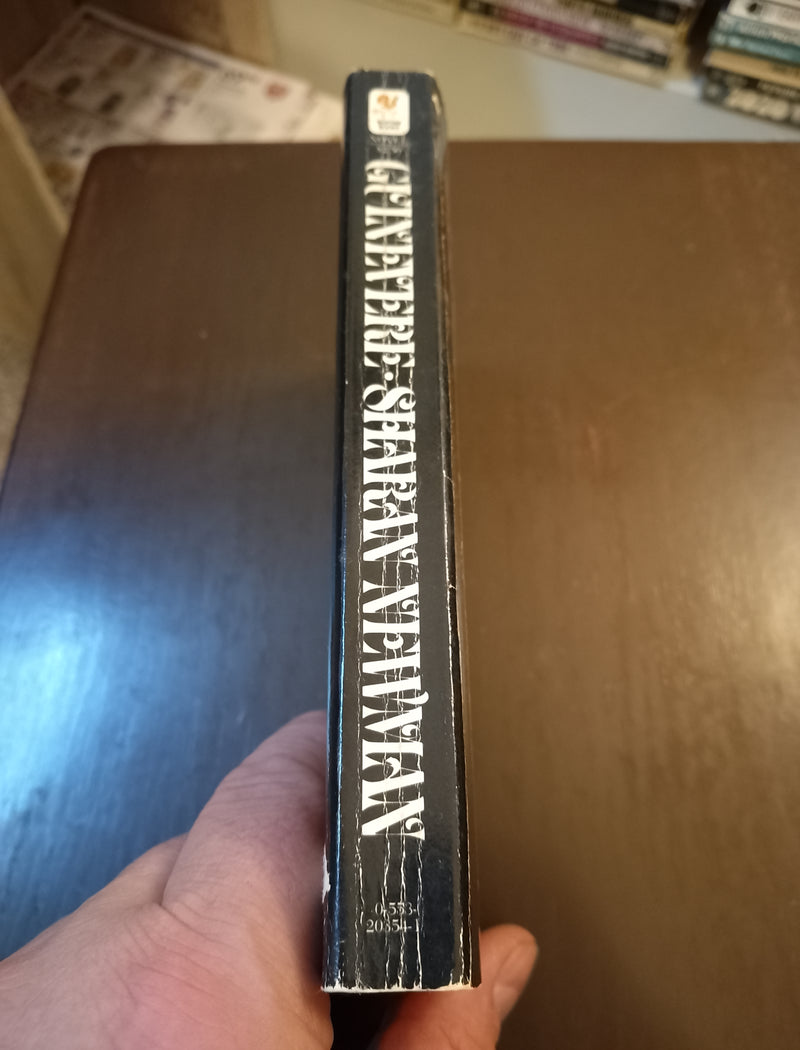 GUINEVERE · SHARAN NEWMAN
0-553-
20354-1